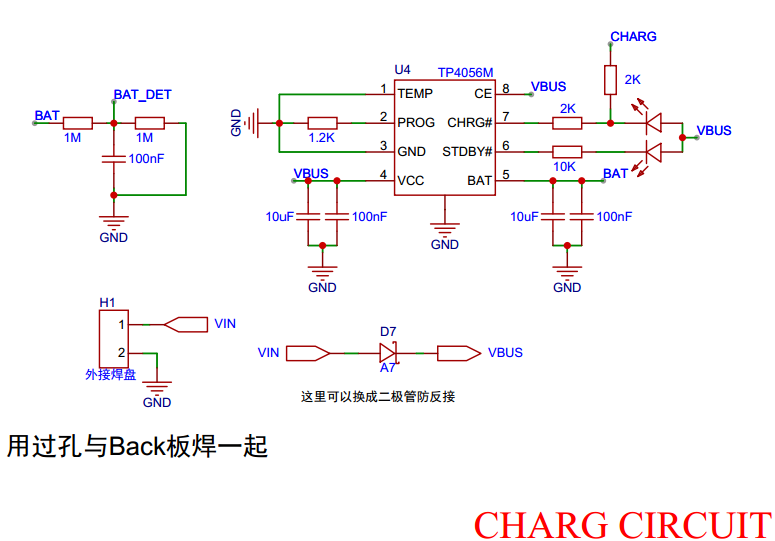 CHARG
2K
U4
TP4056M
BAT_DET
BAT
1M
1M
100nF
GND
GND
1.2K
1
TEMP
CE
8
VBUS
2
PROG
CHRG#
7
2K
3
GND
STDBY#
6
10K
VBUS
4
VCC
BAT
5
VBUS
BAT
10uF
100nF
GND
GND
10uF
100nF
GND
H1
1
VIN
2
外接焊盘
GND
VIN
D7
A7
VBUS
这里可以换成二极管防反接
用过孔与Back板焊一起
CHARG CIRCUIT